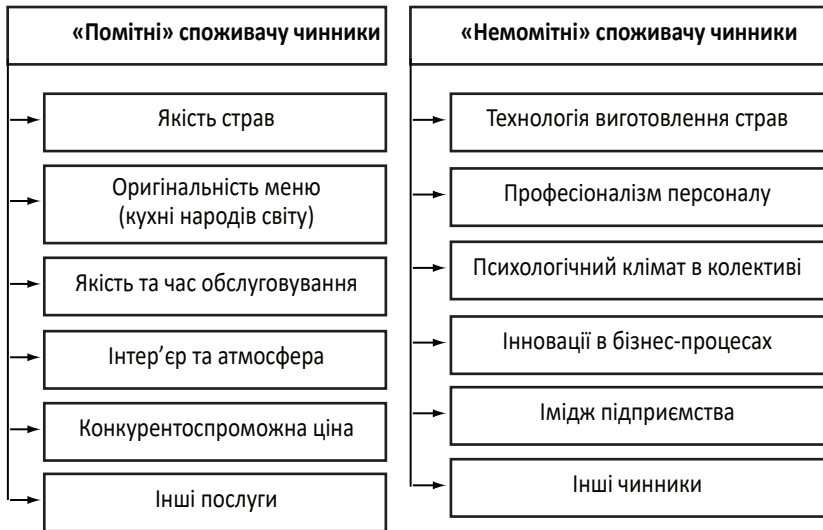 «Помітні» споживачу чинники
Якість страв
Оригінальність меню
(кухні народів світу)
Якість та час обслуговування
Інтер’єр та атмосфера
Конкурентоспроможна ціна
Інші послуги
«Немомітні» споживачу чинники
Технологія виготовлення страв
Професіоналізм персоналу
Психологічний клімат в колективі
Інновації в бізнес-процесах
Імідж підприємства
Інші чинники